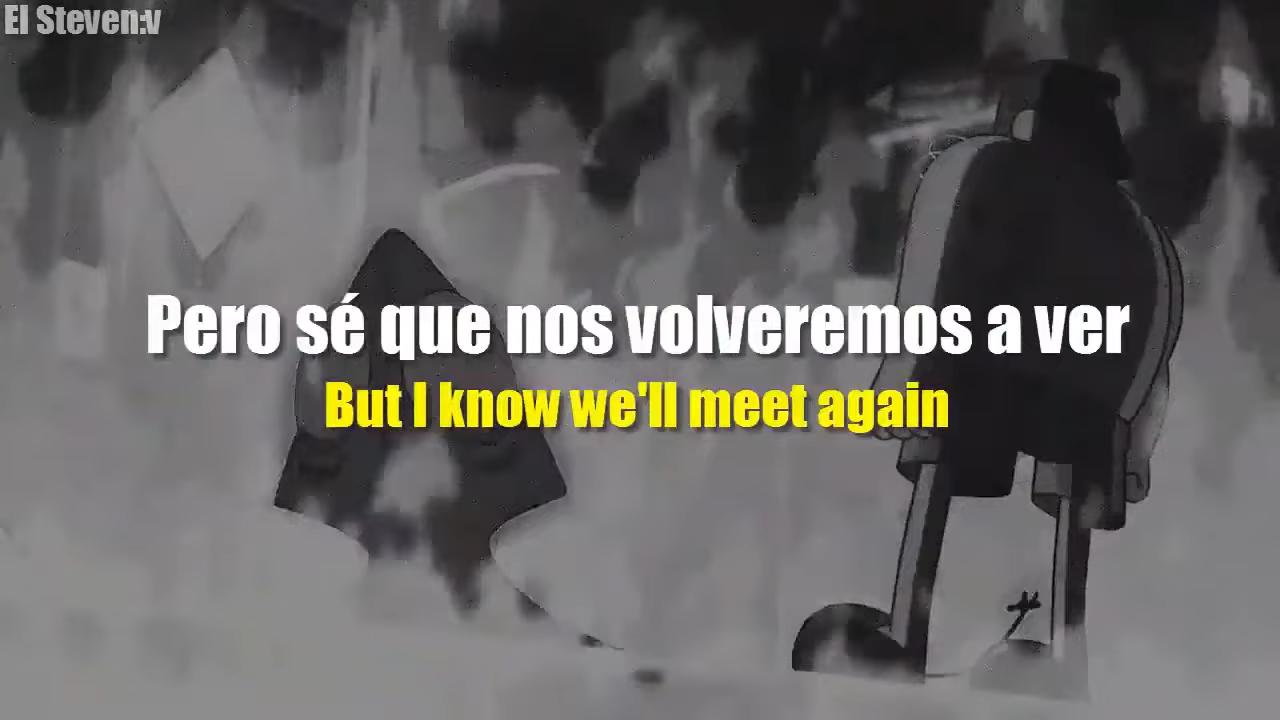 El Steven:v
Pero sé que nos volveremos a ver
But I know we'll meet again